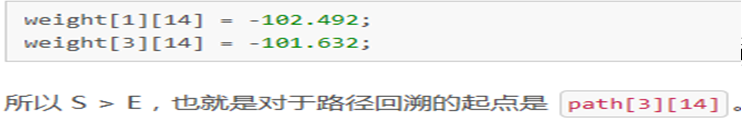 weight[1][14] = -102.492;
weight[3][14] = -101.632;
所以 S > E，也就是对于路径回溯的起点是 path[3][14] 。